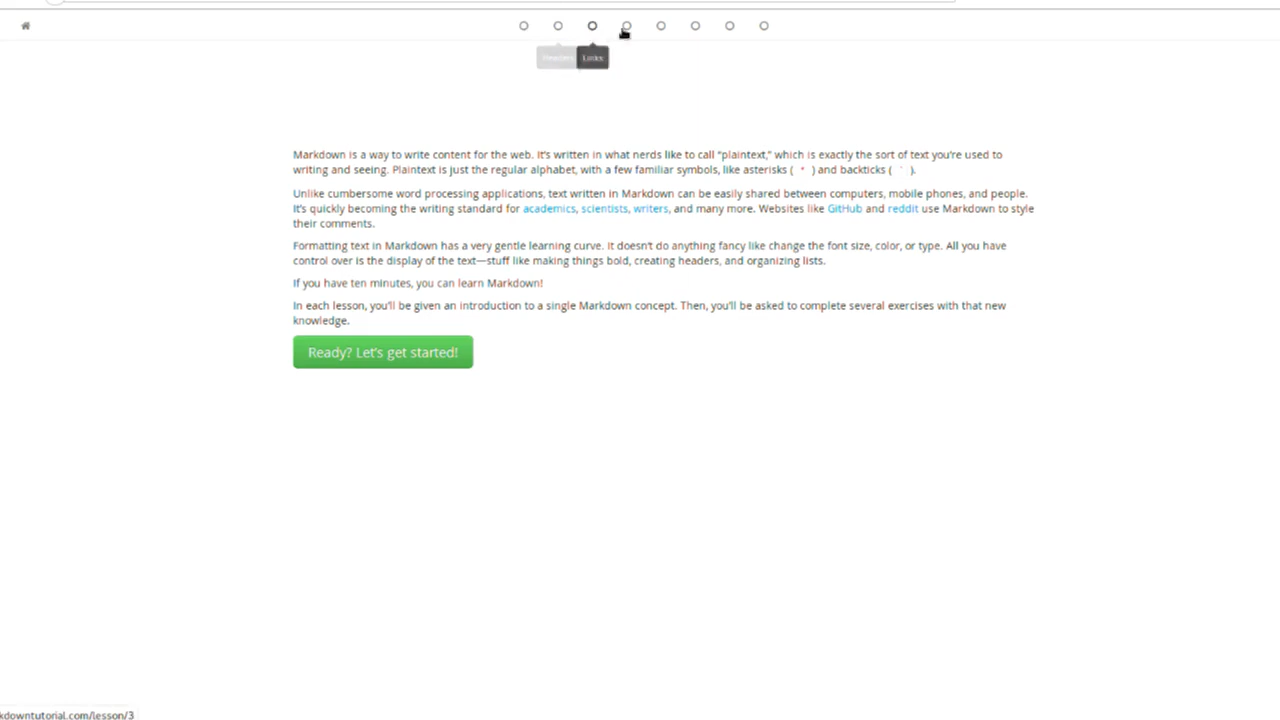 Headers Links
Markdown is a way to write content for the web. It's written in what nerds like to call “plaintext,” which is exactly the sort of text you're used to
writing and seeing. Plaintext is just the regular alphabet, with a few familiar symbols, like asterisks ( * ) and backticks ( ` ).
Unlike cumbersome word processing applications, text written in Markdown can be easily shared between computers, mobile phones, and people.
It's quickly becoming the writing standard for academics, scientists, writers, and many more. Websites like GitHub and reddit use Markdown to style
their comments.
Formatting text in Markdown has a very gentle learning curve. It doesn't do anything fancy like change the font size, color, or type. All you have
control over is the display of the text—stuff like making things bold, creating headers, and organizing lists.
If you have ten minutes, you can learn Markdown!
In each lesson, you'll be given an introduction to a single Markdown concept. Then, you'll be asked to complete several exercises with that new
knowledge.
Ready? Let's get started!
kdowntutorial.com/lesson/3